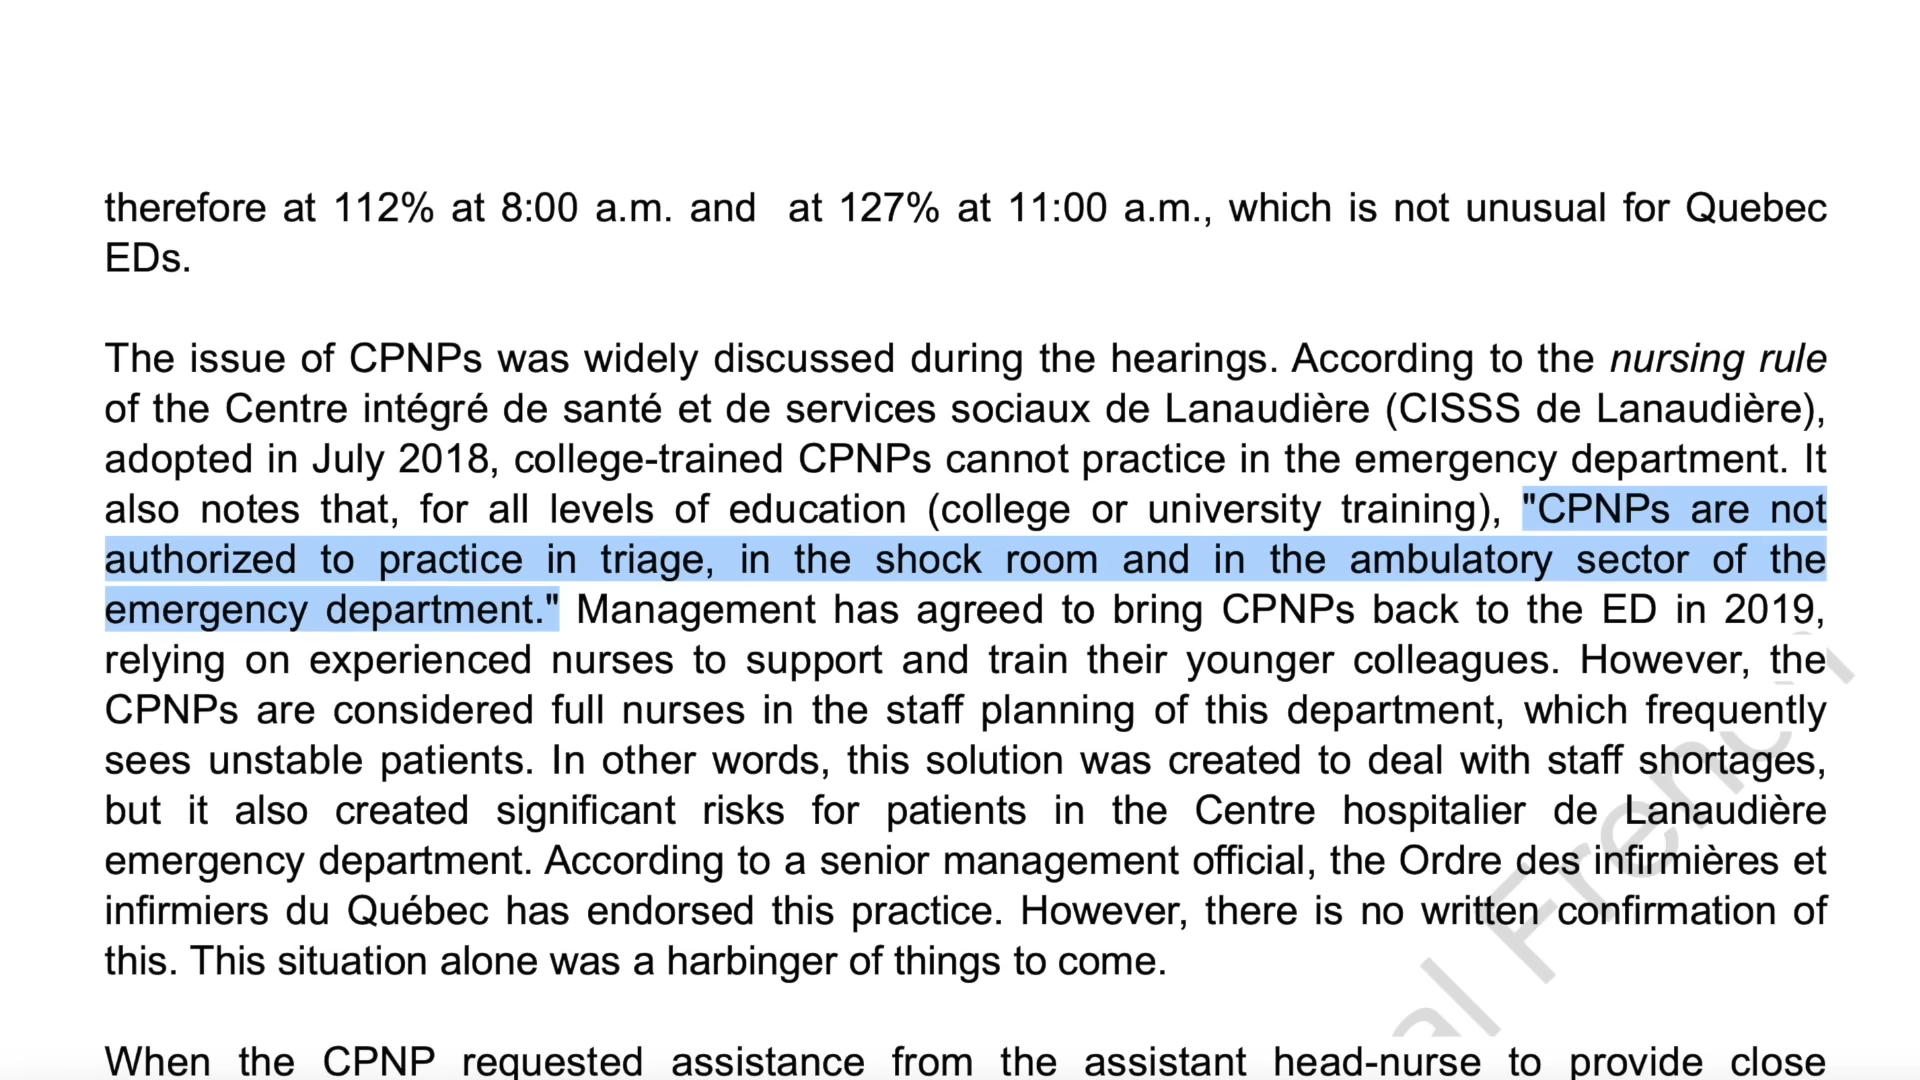 therefore at 112% at 8:00 a.m. and at 127% at 11:00 a.m., which is not unusual for Quebec
EDs.
The issue of CPNPs was widely discussed during the hearings. According to the nursing rule
of the Centre intégré de santé et de services sociaux de Lanaudière (CISSS de Lanaudière),
adopted in July 2018, college-trained CPNPs cannot practice in the emergency department. It
also notes that, for all levels of education (college or university training), "CPNPs are not
authorized to practice in triage, in the shock room and in the ambulatory sector of the
emergency department." Management has agreed to bring CPNPs back to the ED in 2019,
relying on experienced nurses to support and train their younger colleagues. However, the
CPNPs are considered full nurses in the staff planning of this department, which frequently
sees unstable patients. In other words, this solution was created to deal with staff shortages,
but it also created significant risks for patients in the Centre hospitalier de Lanaudière
emergency department. According to a senior management official, the Ordre des infirmières et
infirmiers du Québec has endorsed this practice. However, there is no written confirmation of
this. This situation alone was a harbinger of things to come.
When the CPNP requested assistance from the assistant head-nurse to provide close